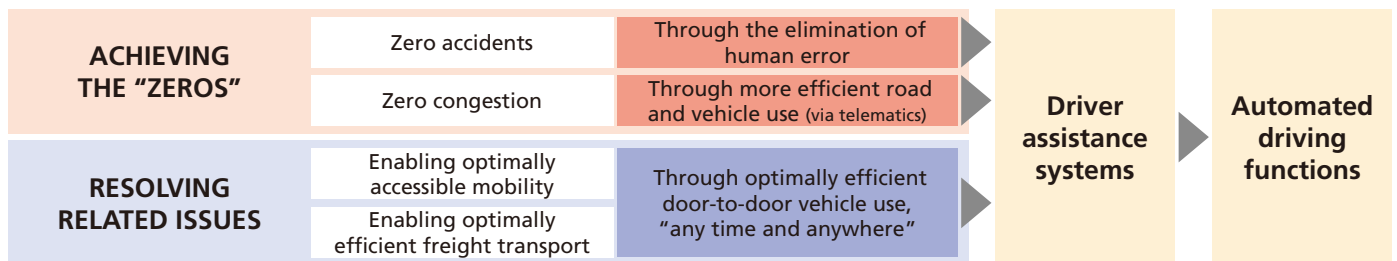 ACHIEVING
THE “ZEROS”
Zero accidents
Through the elimination of
human error
Zero congestion
Through more efficient road
and vehicle use (via telematics)
RESOLVING
RELATED ISSUES
Enabling optimally
accessible mobility
Enabling optimally
efficient freight transport
Through optimally efficient
door-to-door vehicle use,
“any time and anywhere”
Driver
assistance
systems
Automated
driving
functions